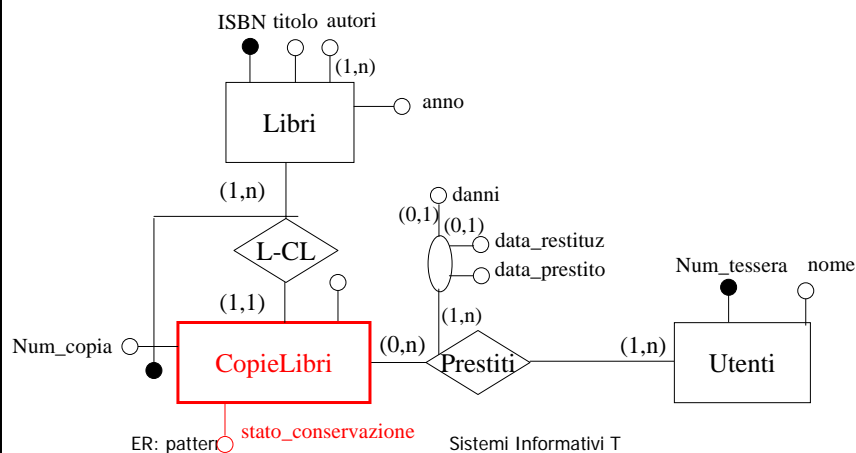 ISBN titolo autori
(1,n)
anno
Libri
(1,n)
danni
(0,1)
(0,1)
data_restituz
data_prestito
L-CL
Num_tessera
nome
(1,1)
(1,n)
Num_copia
CopieLibri
(0,n)
Prestiti
(1,n)
Utenti
stato_conservazione
ER: pattern
Sistemi Informativi T